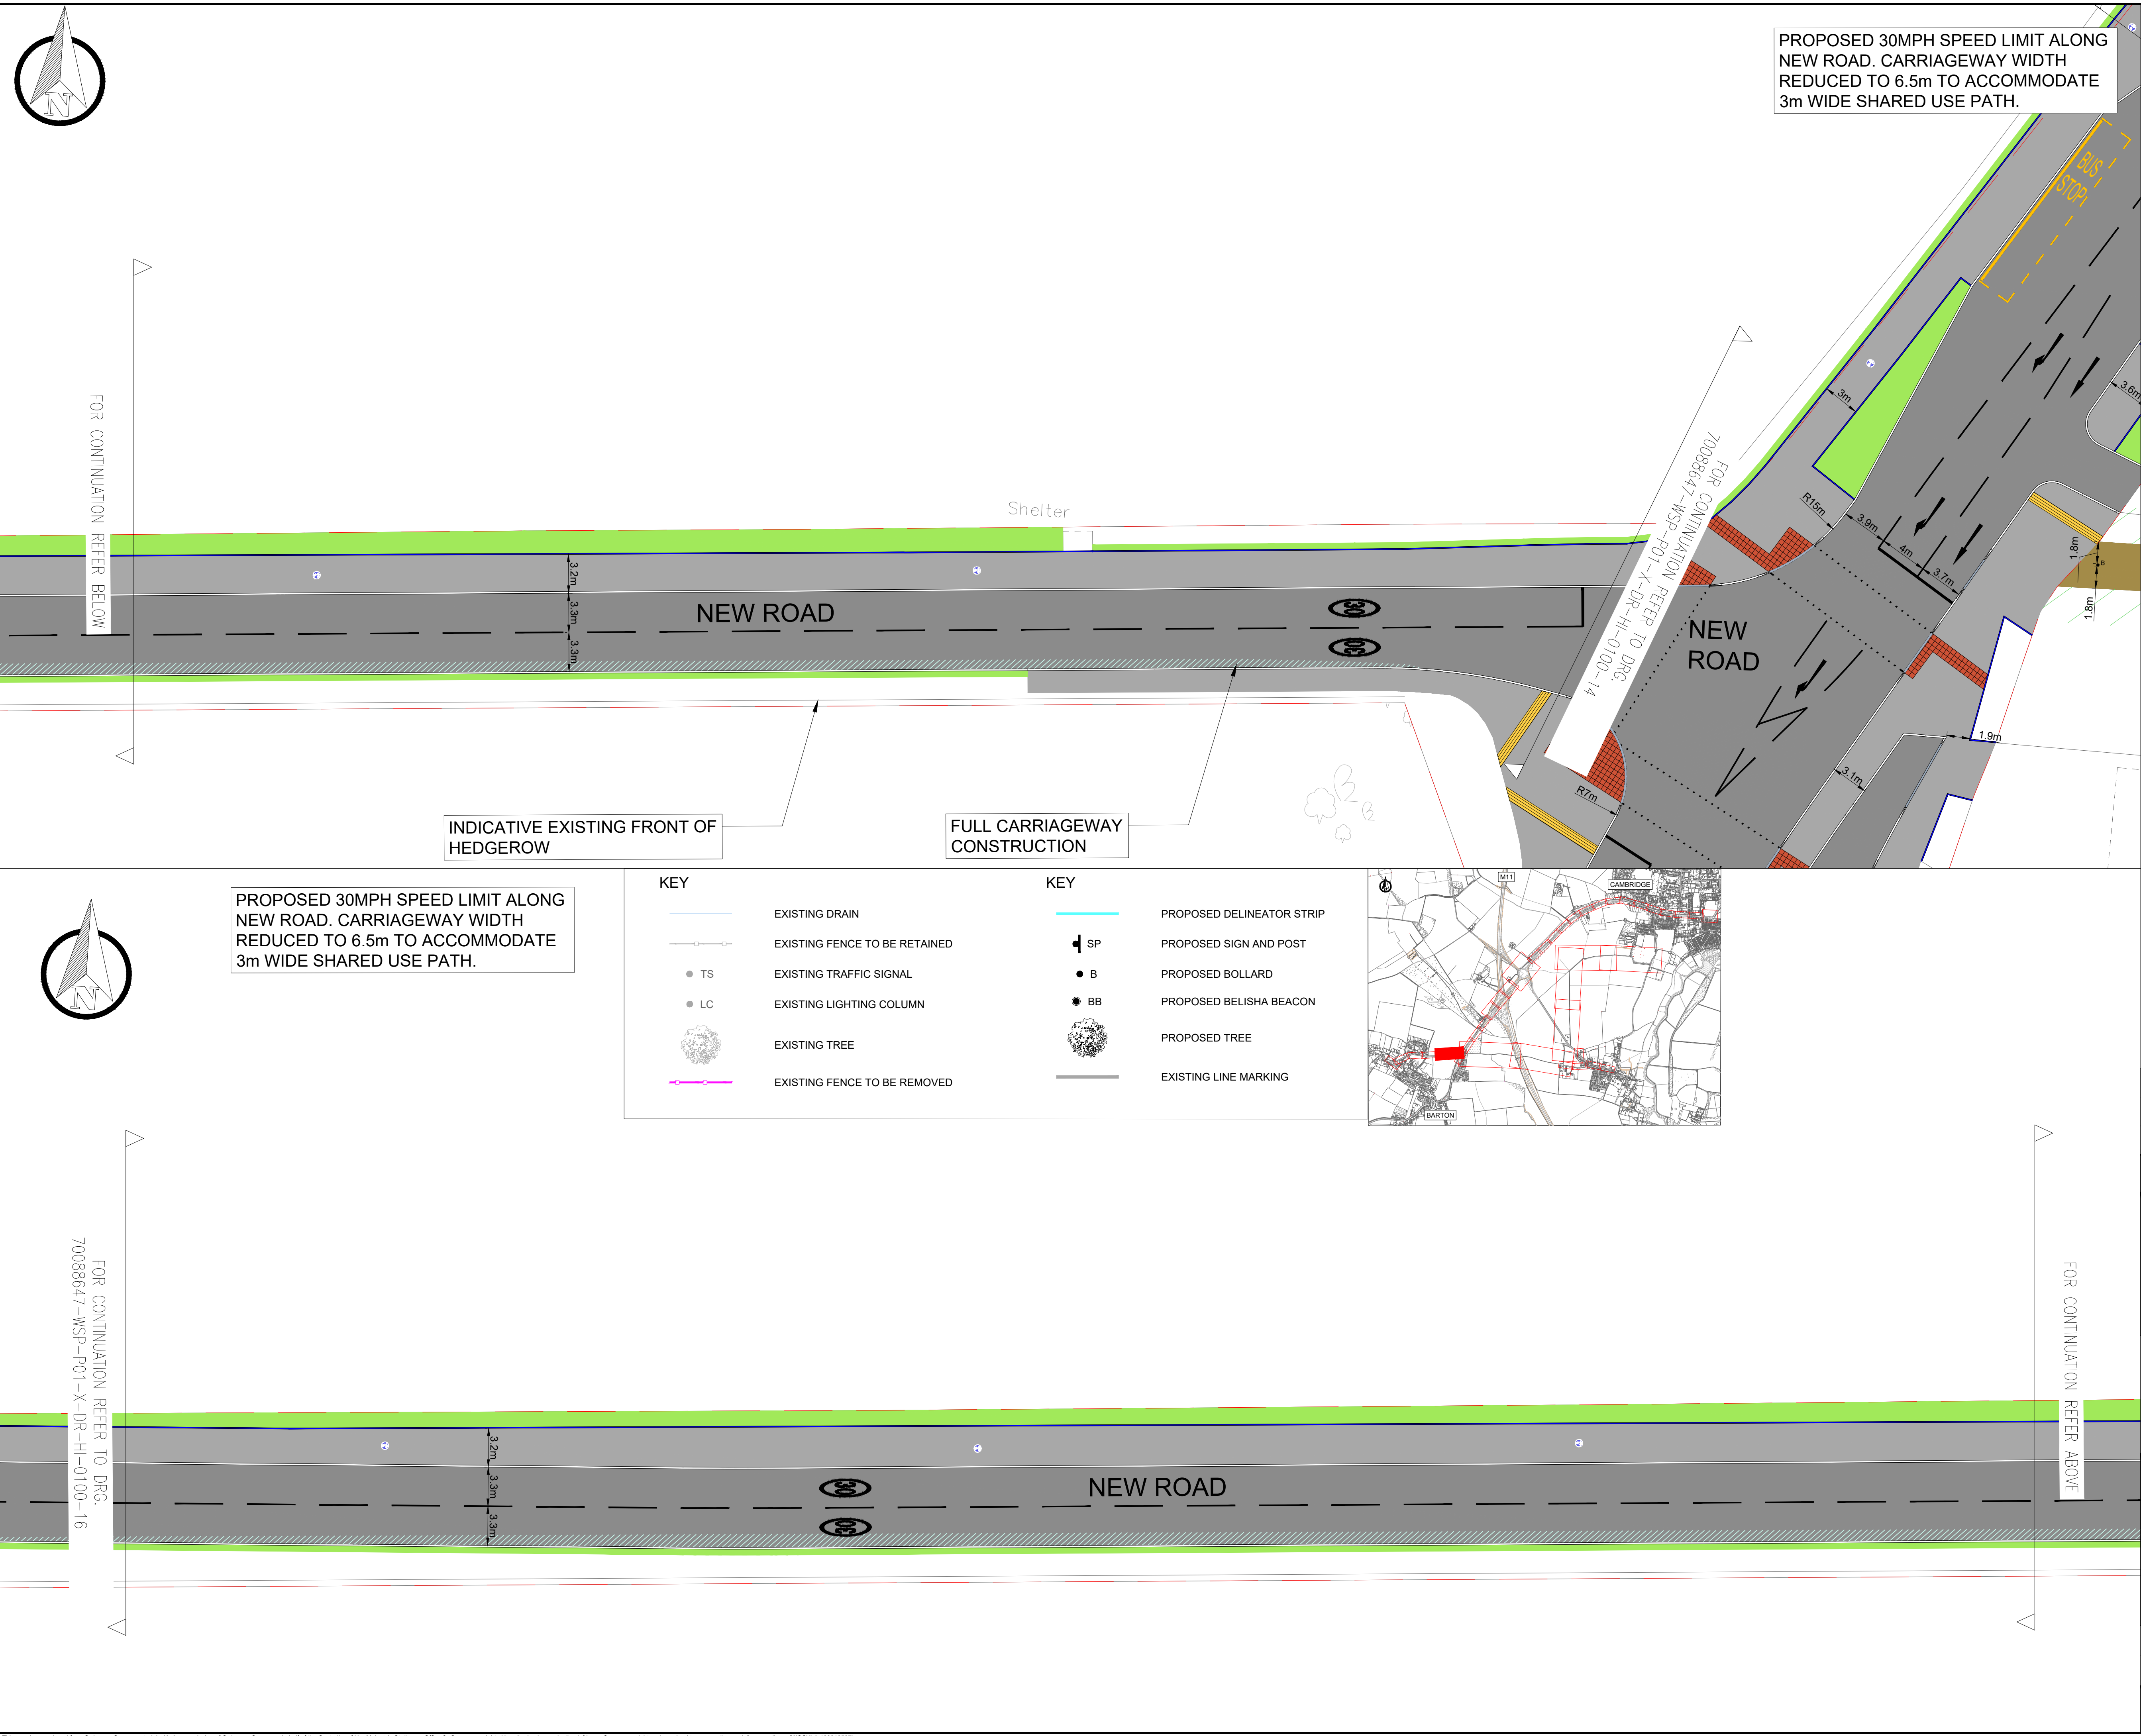 N
PROPOSED 30MPH SPEED LIMIT ALONG
NEW ROAD. CARRIAGEWAY WIDTH
REDUCED TO 6.5m TO ACCOMMODATE
3m WIDE SHARED USE PATH.
BUS
STOP
3.6m
3m
R15m
3.9m
4m
3.7m
1.8m
B
1.8m
FOR CONTINUATION REFER BELOW
Shelter
3.2m
3.3m
3.3m
NEW ROAD
30
30
FOR CONTINUATION REFER TO DRG.
70088647-WSP-P01-X-DR-HI-0100-14
NEW
ROAD
1.9m
3.1m
R7m
INDICATIVE EXISTING FRONT OF
HEDGEROW
FULL CARRIAGEWAY
CONSTRUCTION
N
PROPOSED 30MPH SPEED LIMIT ALONG
NEW ROAD. CARRIAGEWAY WIDTH
REDUCED TO 6.5m TO ACCOMMODATE
3m WIDE SHARED USE PATH.
KEY
EXISTING DRAIN
EXISTING FENCE TO BE RETAINED
TS EXISTING TRAFFIC SIGNAL
LC EXISTING LIGHTING COLUMN
EXISTING TREE
EXISTING FENCE TO BE REMOVED
KEY
PROPOSED DELINEATOR STRIP
SP PROPOSED SIGN AND POST
B PROPOSED BOLLARD
BB PROPOSED BELISHA BEACON
PROPOSED TREE
EXISTING LINE MARKING
M11
CAMBRIDGE
BARTON
FOR CONTINUATION REFER TO DRG.
70088647-WSP-P01-X-DR-HI-0100-16
3.2m
3.3m
3.3m
30
30
NEW ROAD
FOR CONTINUATION REFER ABOVE